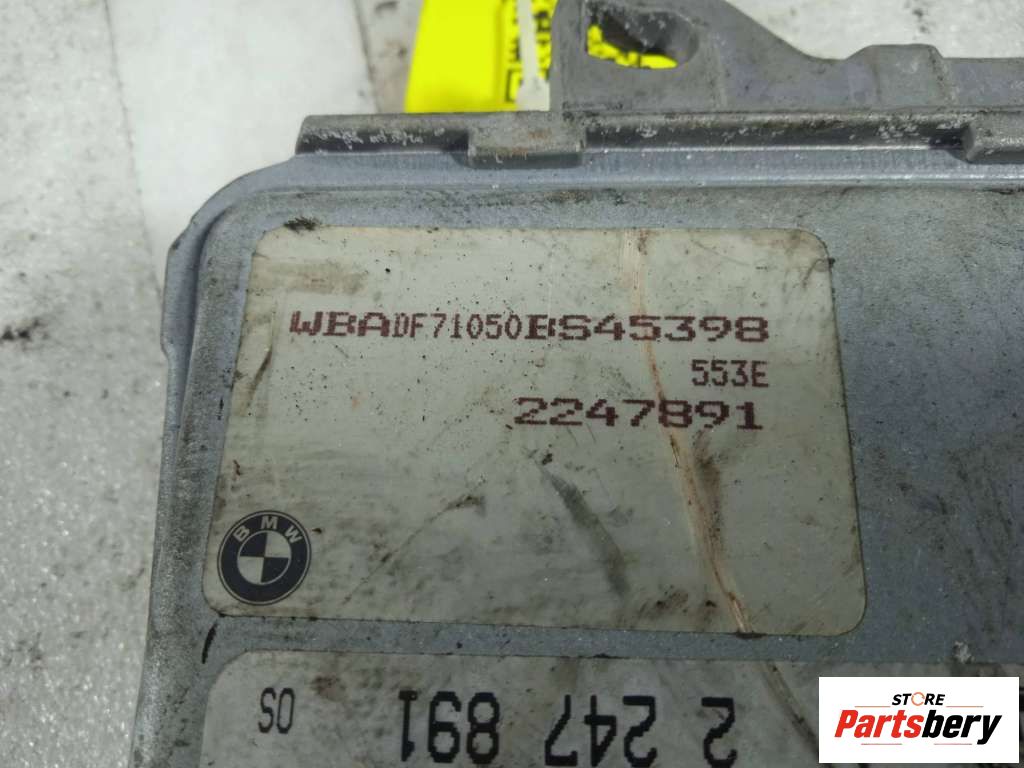 WBADF71050BS45398
553E
2247891
BMW
2 247 891
OS
STORE
Partsbery